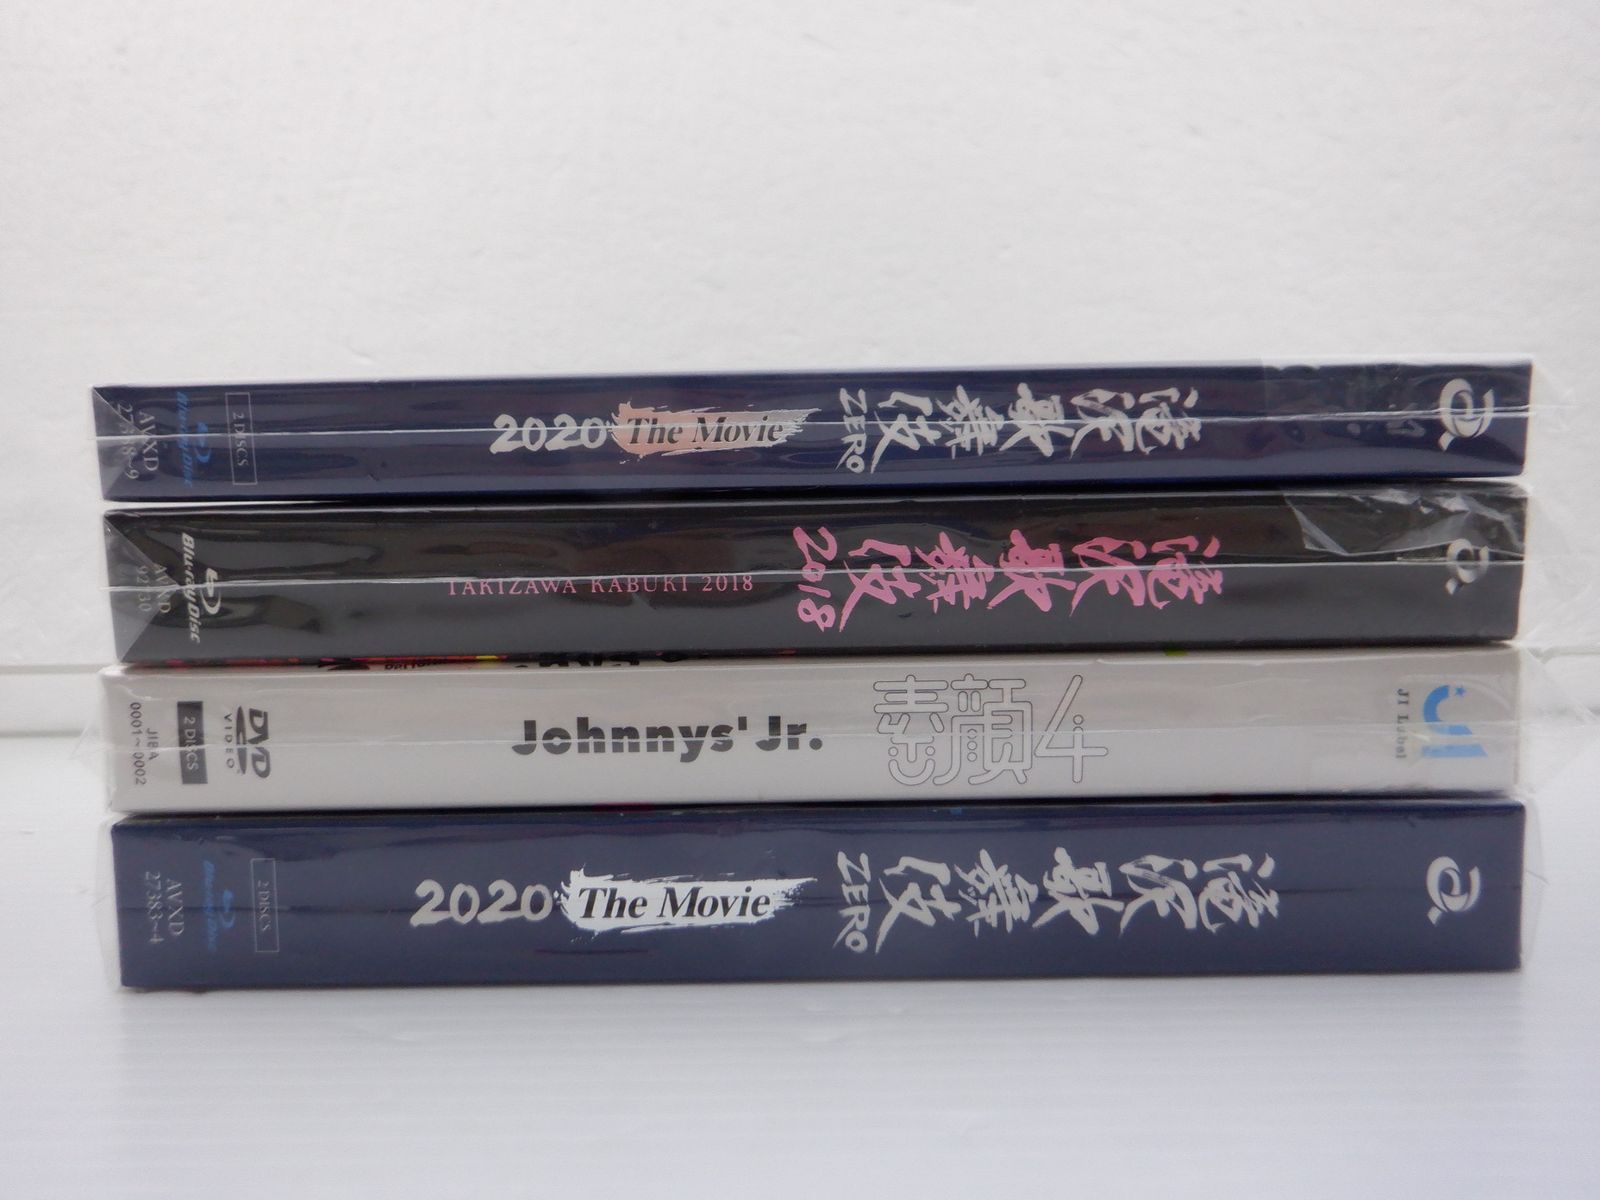 滝沢歌舞伎
ZERO
2020 The Movie
2 DISCS
Blu-ray Disc
AVXD
滝沢歌舞伎
2018
TAKIZAWA KABUKI 2018
Blu-ray Disc
AVXD
JI Label
素顔4
Johnnys' Jr.
DVD
VIDEO
2 DISCS
JIBA
0001~0002
滝沢歌舞伎
ZERO
2020 The Movie
2 DISCS
Blu-ray Disc
AVXD
27383~4